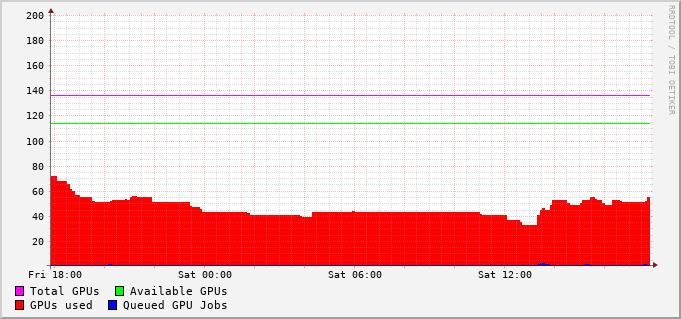 200
180
160
140
120
100
80
60
40
20
Fri 18:00 Sat 00:00 Sat 06:00 Sat 12:00
Total GPUs Available GPUs
GPUs used Queued GPU Jobs
RRDTOOL / TOBI OETIKER